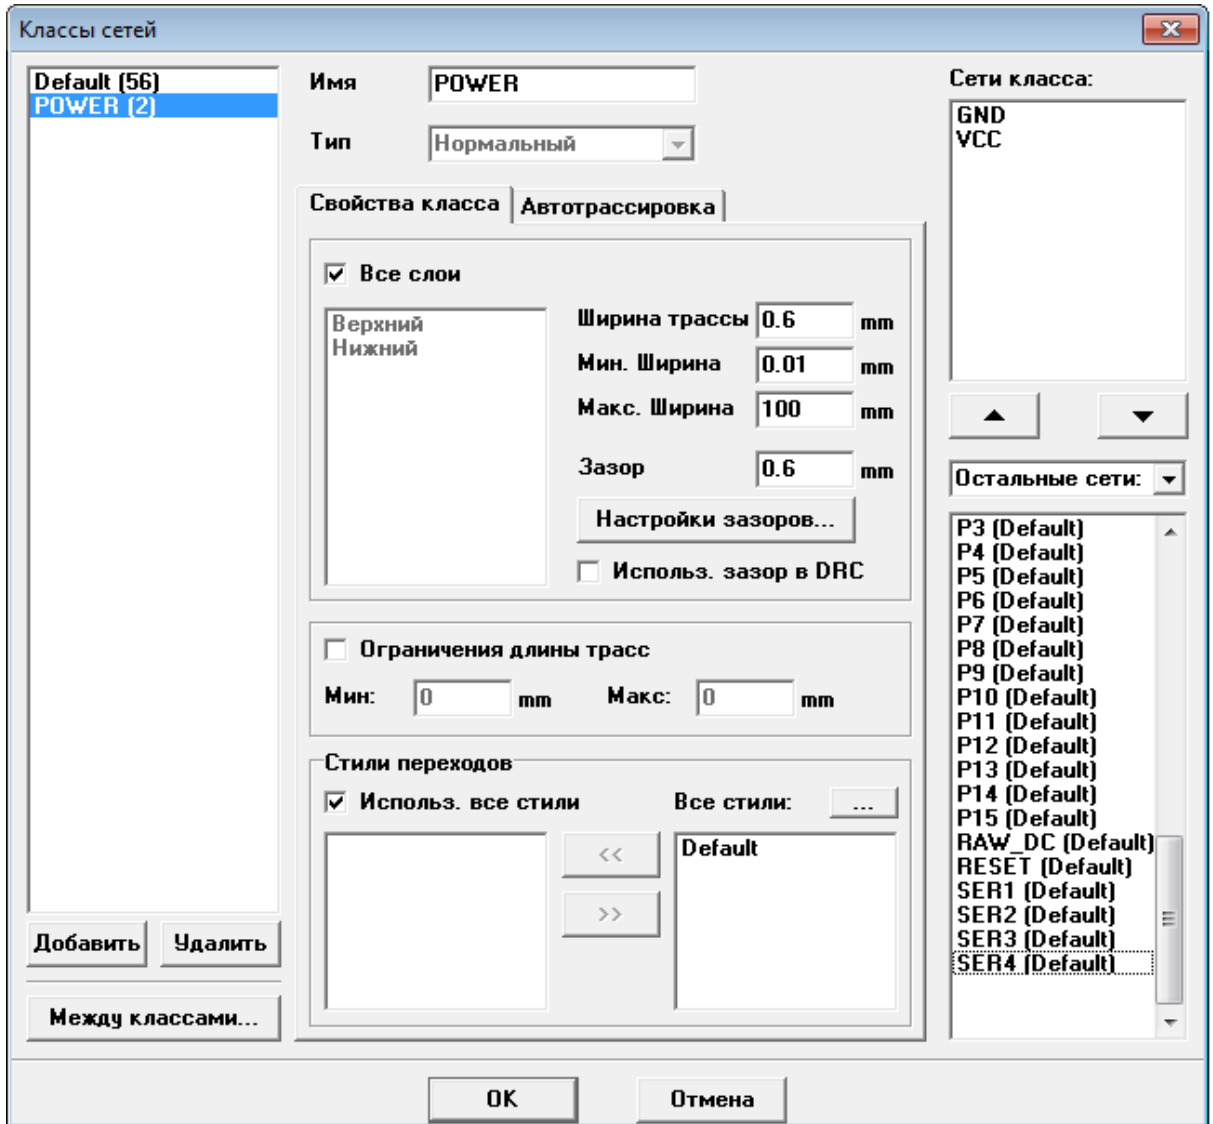 Классы сетей
Default (56)
POWER (2)
Добавить
Удалить
Между классами...
Имя
POWER
Тип
Нормальный
Свойства класса
Автотрассировка
Все слои
Верхний
Нижний
Ширина трассы 0.6 mm
Мин. Ширина 0.01 mm
Макс. Ширина 100 mm
Зазор 0.6 mm
Настройки зазоров...
Использ. зазор в DRC
Ограничения длины трасс
Мин: 0 mm Макс: 0 mm
Стили переходов
Использ. все стили
Все стили: ...
<<
>>
Default
Сети класса:
GND
VCC
Остальные сети:
P3 (Default)
P4 (Default)
P5 (Default)
P6 (Default)
P7 (Default)
P8 (Default)
P9 (Default)
P10 (Default)
P11 (Default)
P12 (Default)
P13 (Default)
P14 (Default)
P15 (Default)
RAW_DC (Default)
RESET (Default)
SER1 (Default)
SER2 (Default)
SER3 (Default)
SER4 (Default)
OK
Отмена